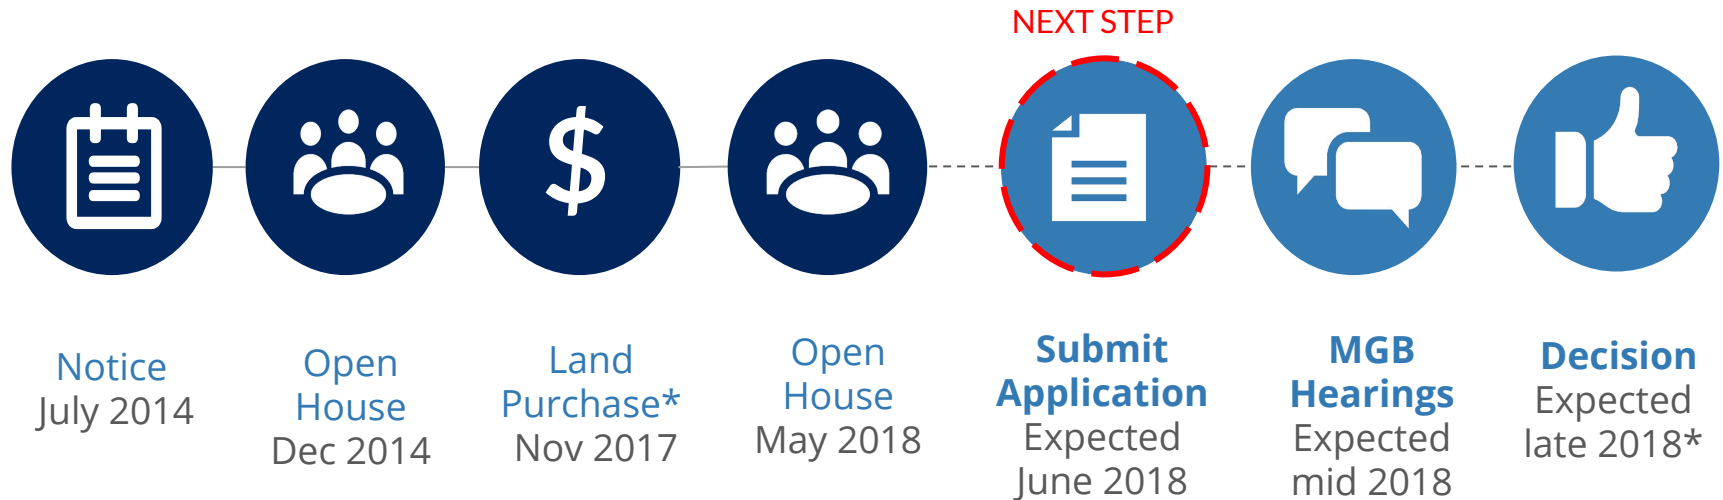 NEXT STEP
$
Notice
July 2014
Open
House
Dec 2014
Land
Purchase*
Nov 2017
Open
House
May 2018
Submit
Application
Expected
June 2018
MGB
Hearings
Expected
mid 2018
Decision
Expected
late 2018*